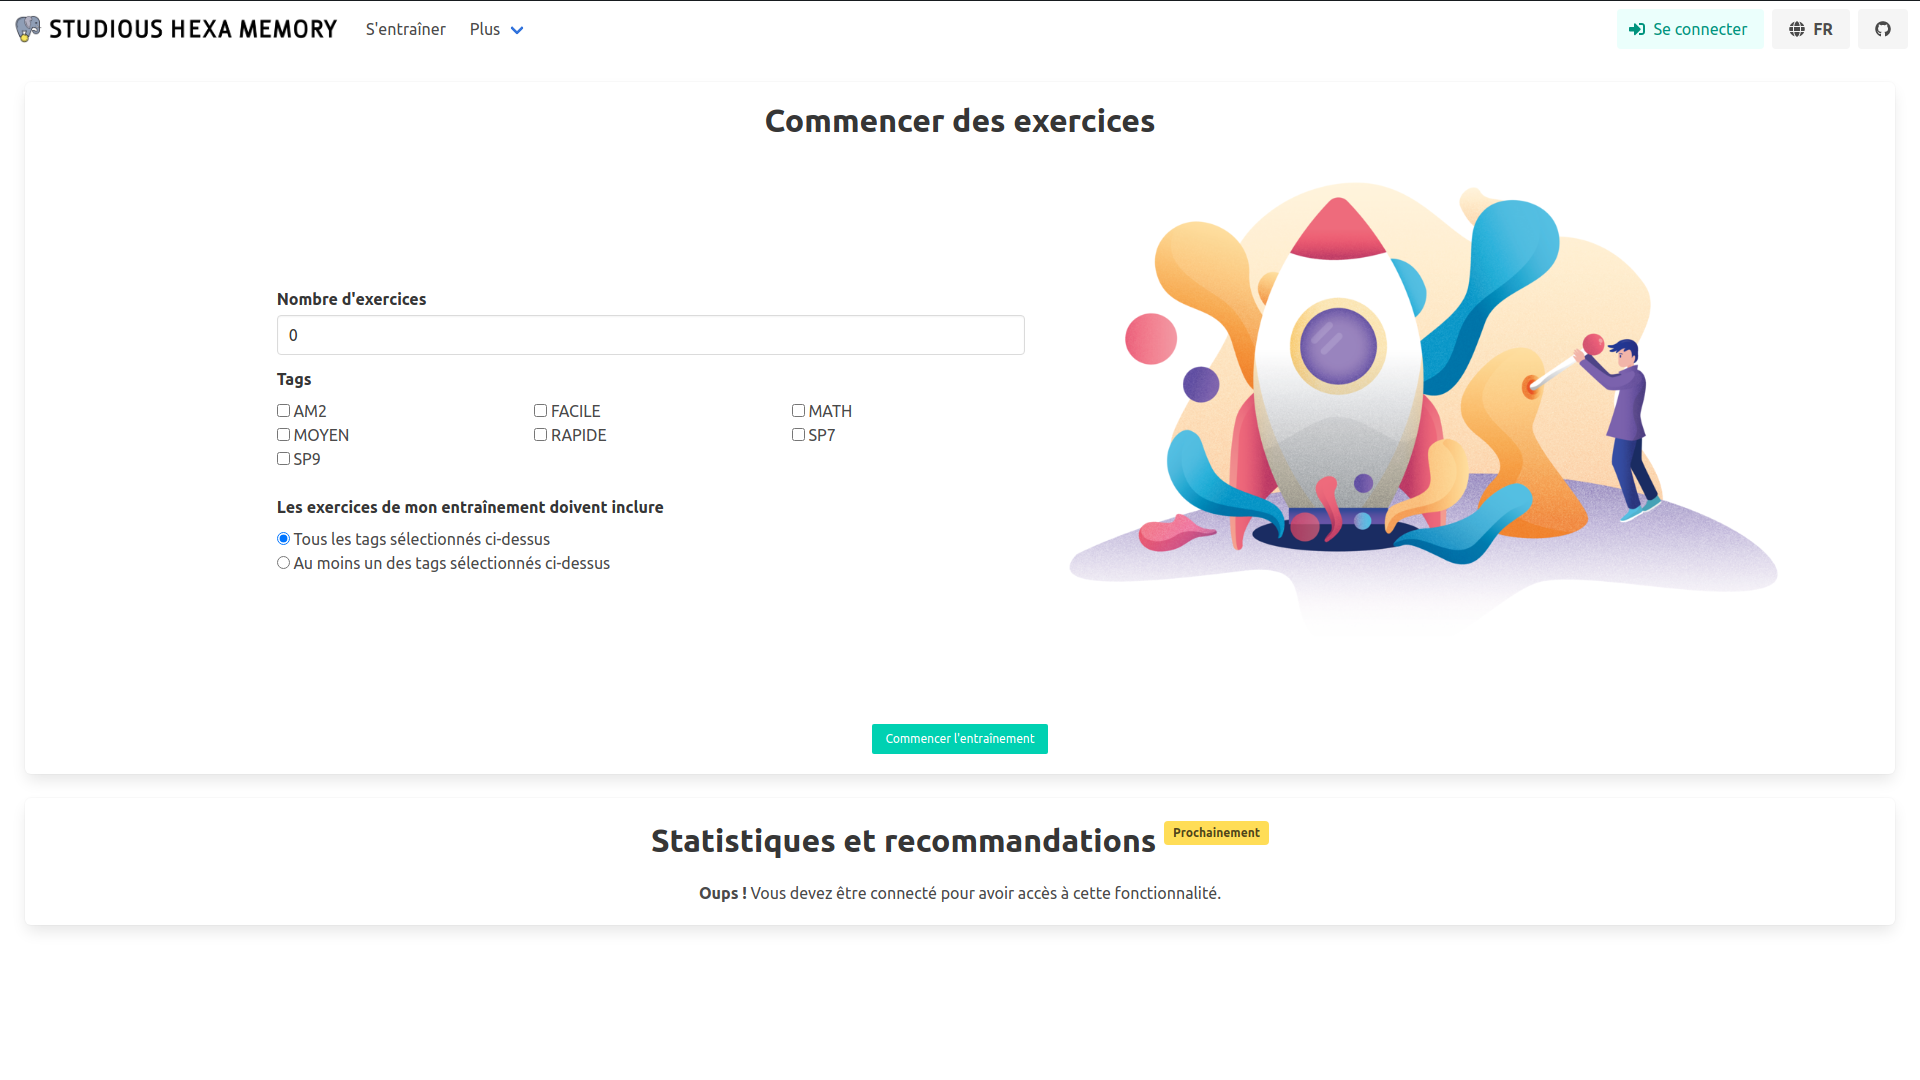 STUDIOUS HEXA MEMORY
S'entraîner
Plus
Se connecter
FR
Commencer des exercices
Nombre d'exercices
0
Tags
AM2
FACILE
MATH
MOYEN
RAPIDE
SP7
SP9
Les exercices de mon entraînement doivent inclure
Tous les tags sélectionnés ci-dessus
Au moins un des tags sélectionnés ci-dessus
Commencer l'entraînement
Statistiques et recommandations
Prochainement
Oups ! Vous devez être connecté pour avoir accès à cette fonctionnalité.